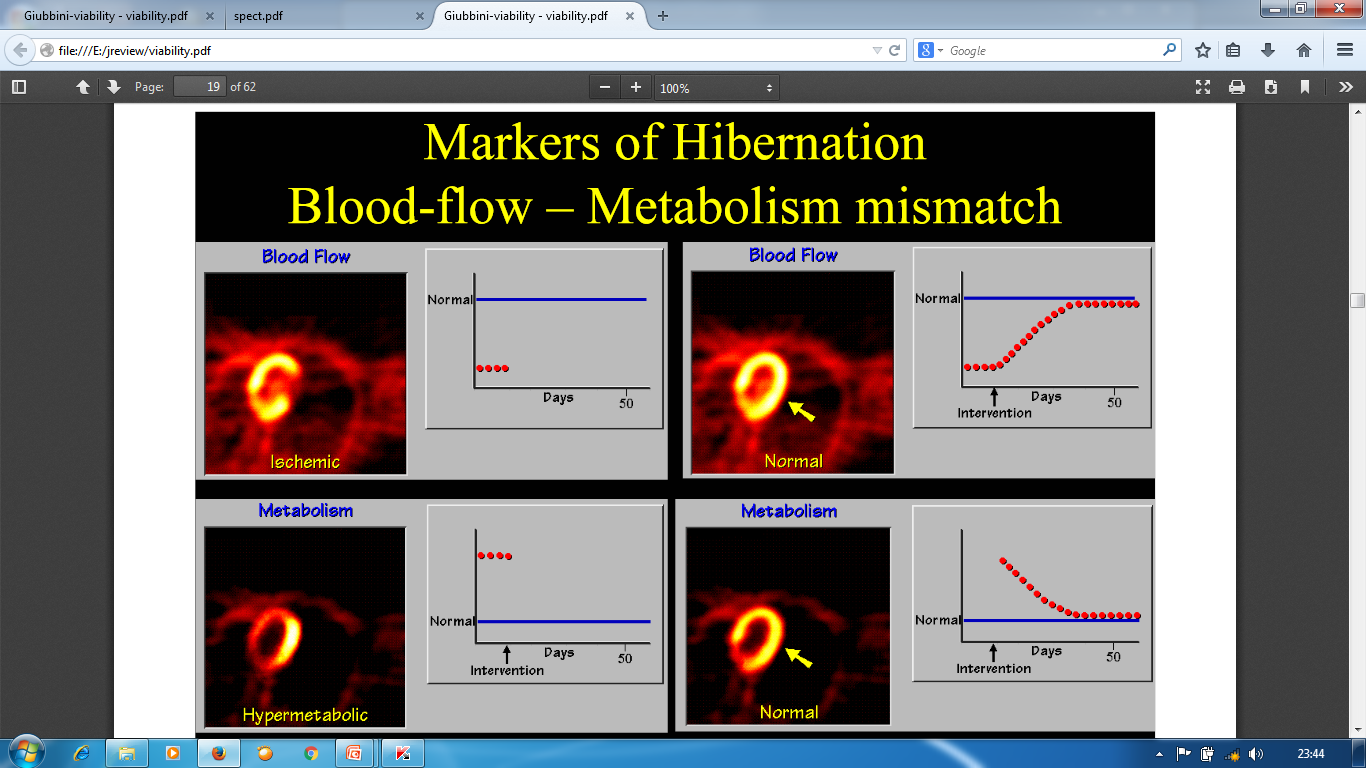 Giubbini-viability - viability.pdf
spect.pdf
Giubbini-viability - viability.pdf
file:///E:/jreview/viability.pdf
Google
Page: 19 of 62
100%
Markers of Hibernation
Blood-flow – Metabolism mismatch
Blood Flow
Normal
Days
50
Ischemic
Blood Flow
Normal
Days
50
Intervention
Normal
Metabolism
Normal
Days
50
Intervention
Hypermetabolic
Metabolism
Normal
Days
50
Intervention
Normal
23:44